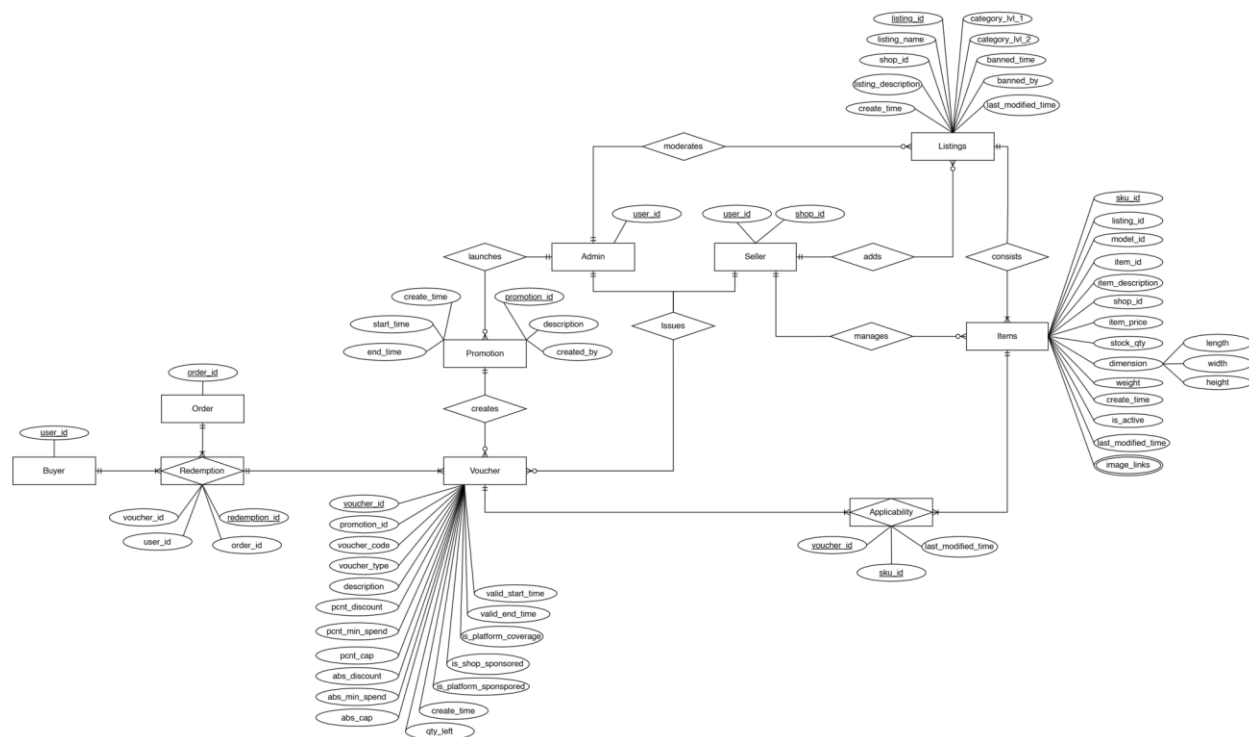 listing_id
category_lvl_1
listing_name
category_lvl_2
shop_id
banned_time
listing_description
banned_by
create_time
last_modified_time
moderates
Listings
user_id
user_id
shop_id
sku_id
listing_id
launches
Admin
Seller
adds
consists
model_id
item_id
create_time
promotion_id
item_description
start_time
description
Issues
shop_id
end_time
created_by
manages
Items
item_price
Promotion
stock_qty
length
dimension
width
order_id
weight
height
Order
creates
create_time
is_active
user_id
last_modified_time
Buyer
Redemption
Voucher
image_links
voucher_id
redemption_id
user_id
order_id
voucher_id
promotion_id
voucher_code
voucher_type
description
pcnt_discount
pcnt_min_spend
pcnt_cap
abs_discount
abs_min_spend
abs_cap
valid_start_time
valid_end_time
is_platform_coverage
is_shop_sponsored
is_platform_sponspored
create_time
qty_left
Applicability
voucher_id
last_modified_time
sku_id